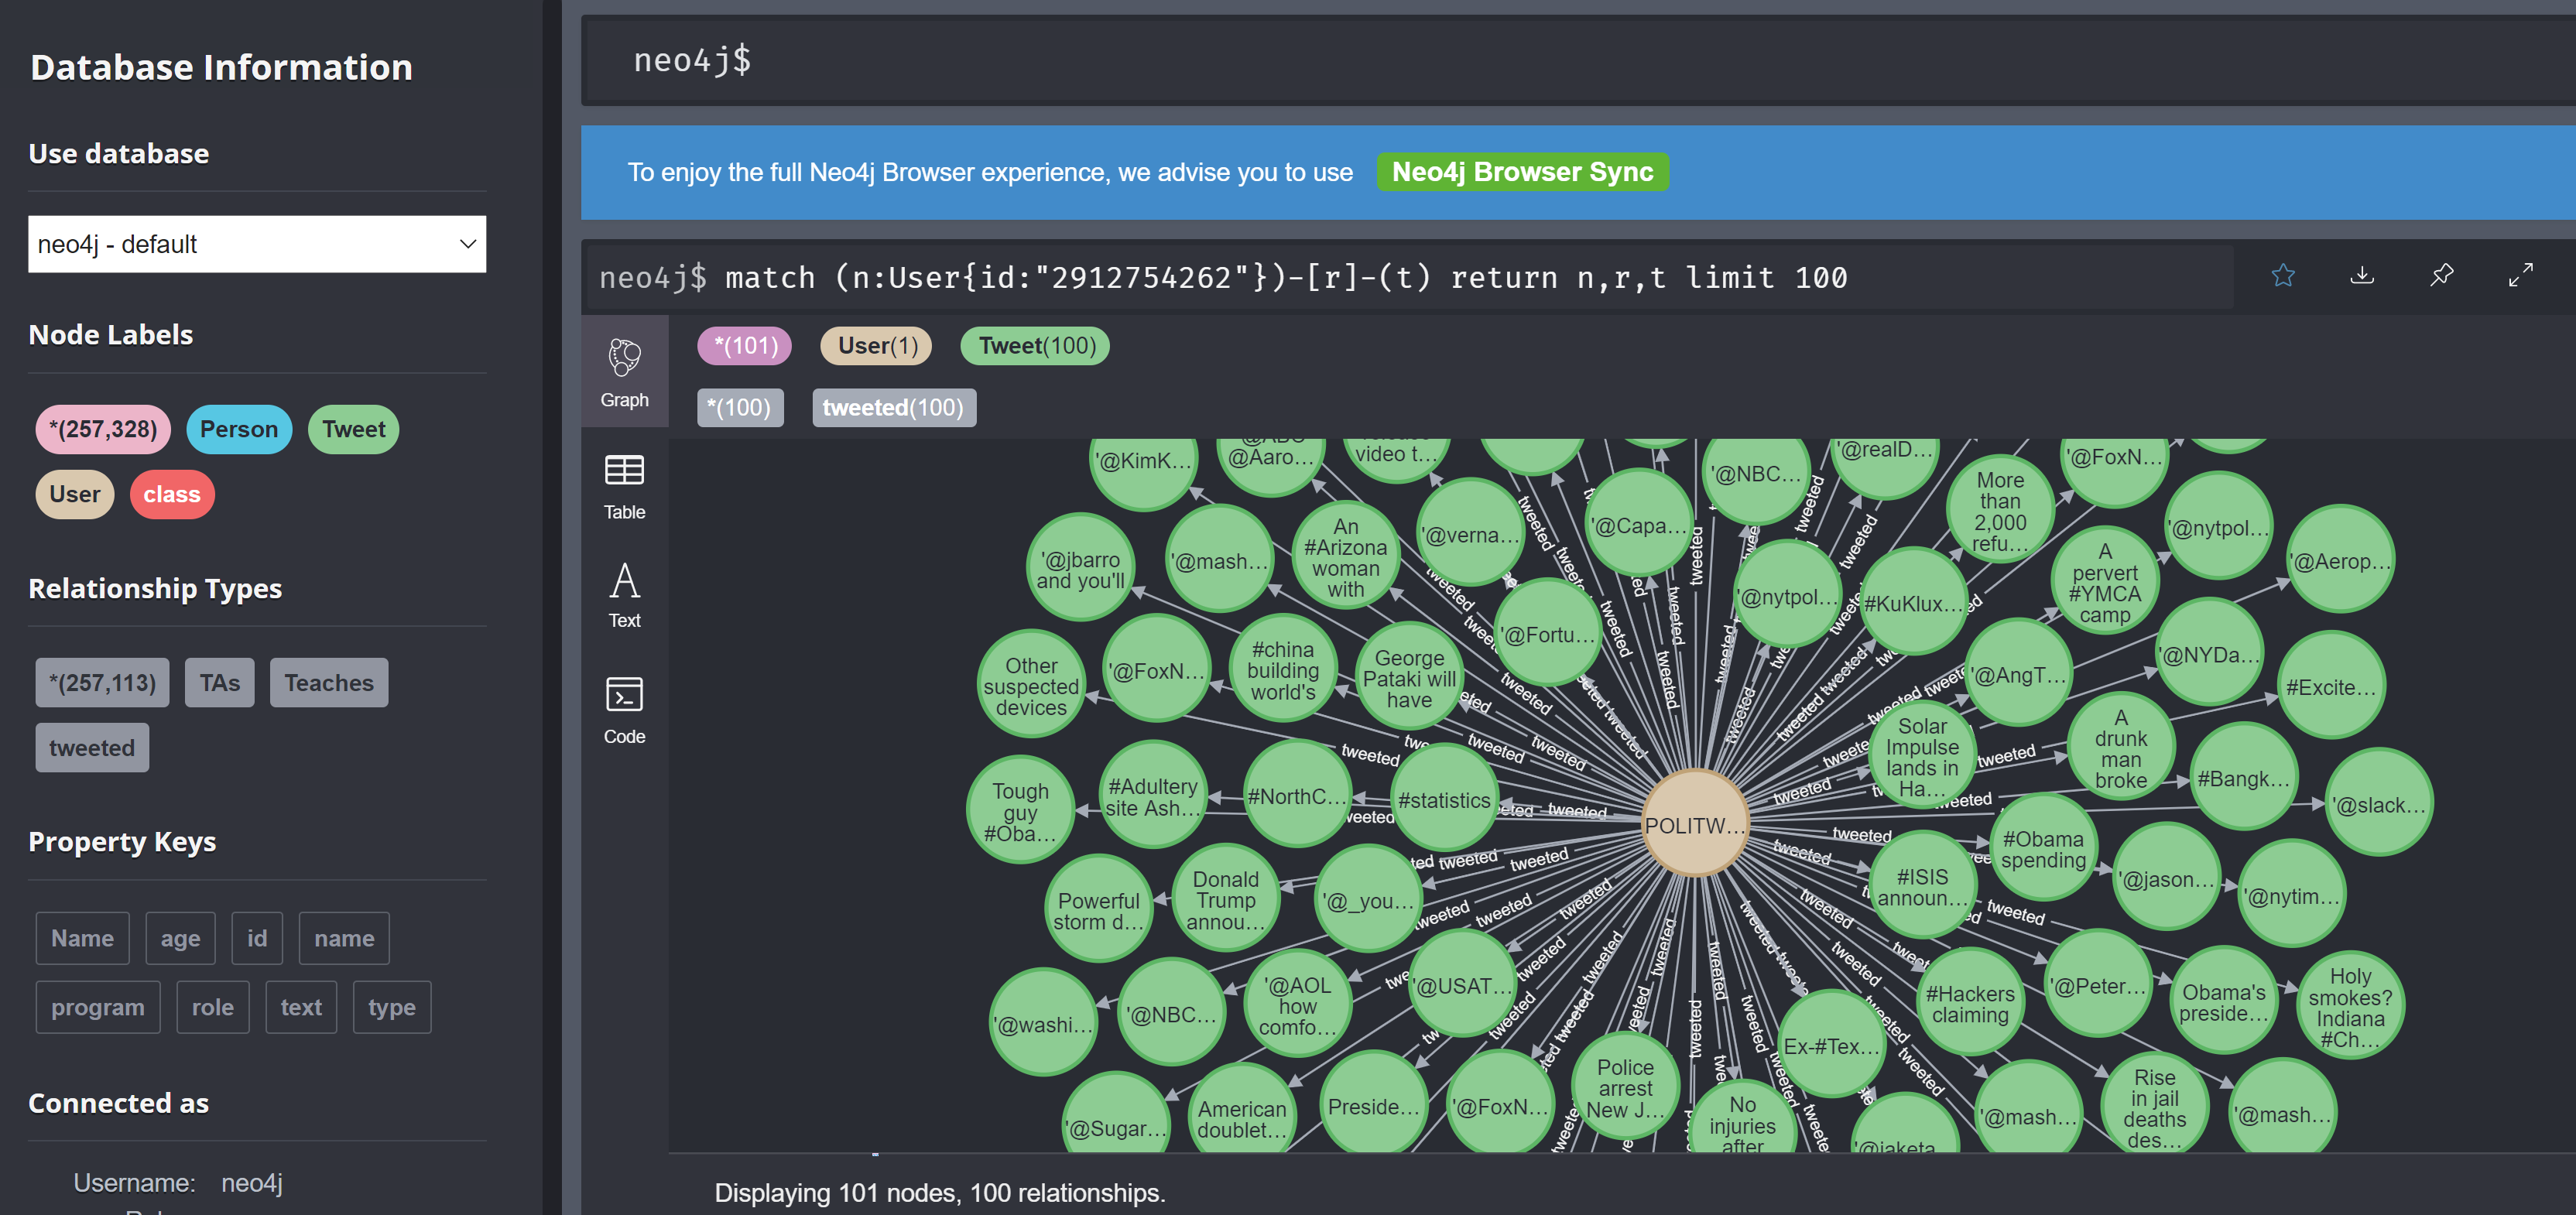 Database Information
Use database
neo4j - default
Node Labels
*(257,328)
Person
Tweet
User
class
Relationship Types
*(257,113)
TAs
Teaches
tweeted
Property Keys
Name
age
id
name
program
role
text
type
Connected as
Username: neo4j
neo4j$
To enjoy the full Neo4j Browser experience, we advise you to use Neo4j Browser Sync
neo4j$ match (n:User{id:"2912754262"})-[r]-(t) return n,r,t limit 100
Graph
Table
Text
Code
*(101)
User(1)
Tweet(100)
*(100)
tweeted(100)
'@KimK...
@Aaro...
video t...
'@NBC...
'@realD...
'@FoxN...
'@jbarro
and you'll
'@mash...
An
#Arizona
woman
with
'@verna...
'@Capa...
More
than
2,000
refu...
'@nytpol...
'@Aerop...
'@Fortu...
'@nytpol...
#KuKlux...
A
pervert
#YMCA
camp
Other
suspected
devices
'@FoxN...
#china
building
world's
George
Pataki will
have
'@AngT...
'@NYDa...
#Excite...
Tough
guy
#Oba...
#Adultery
site Ash...
#NorthC...
#statistics
POLITW...
Solar
Impulse
lands in
Ha...
A
drunk
man
broke
#Bangk...
'@slack...
Powerful
storm d...
Donald
Trump
annou...
'@_you...
#ISIS
announ...
#Obama
spending
'@jason...
'@nytim...
'@washi...
'@NBC...
'@AOL
how
comfo...
'@USAT...
Ex-#Tex...
#Hackers
claiming
'@Peter...
Obama's
preside...
Holy
smokes?
Indiana
#Ch...
'@Sugar...
American
doublet...
Preside...
'@FoxN...
Police
arrest
New J...
No
injuries
after
'@jaketa
'@mash...
Rise
in jail
deaths
des...
'@mash...
tweeted
Displaying 101 nodes, 100 relationships.